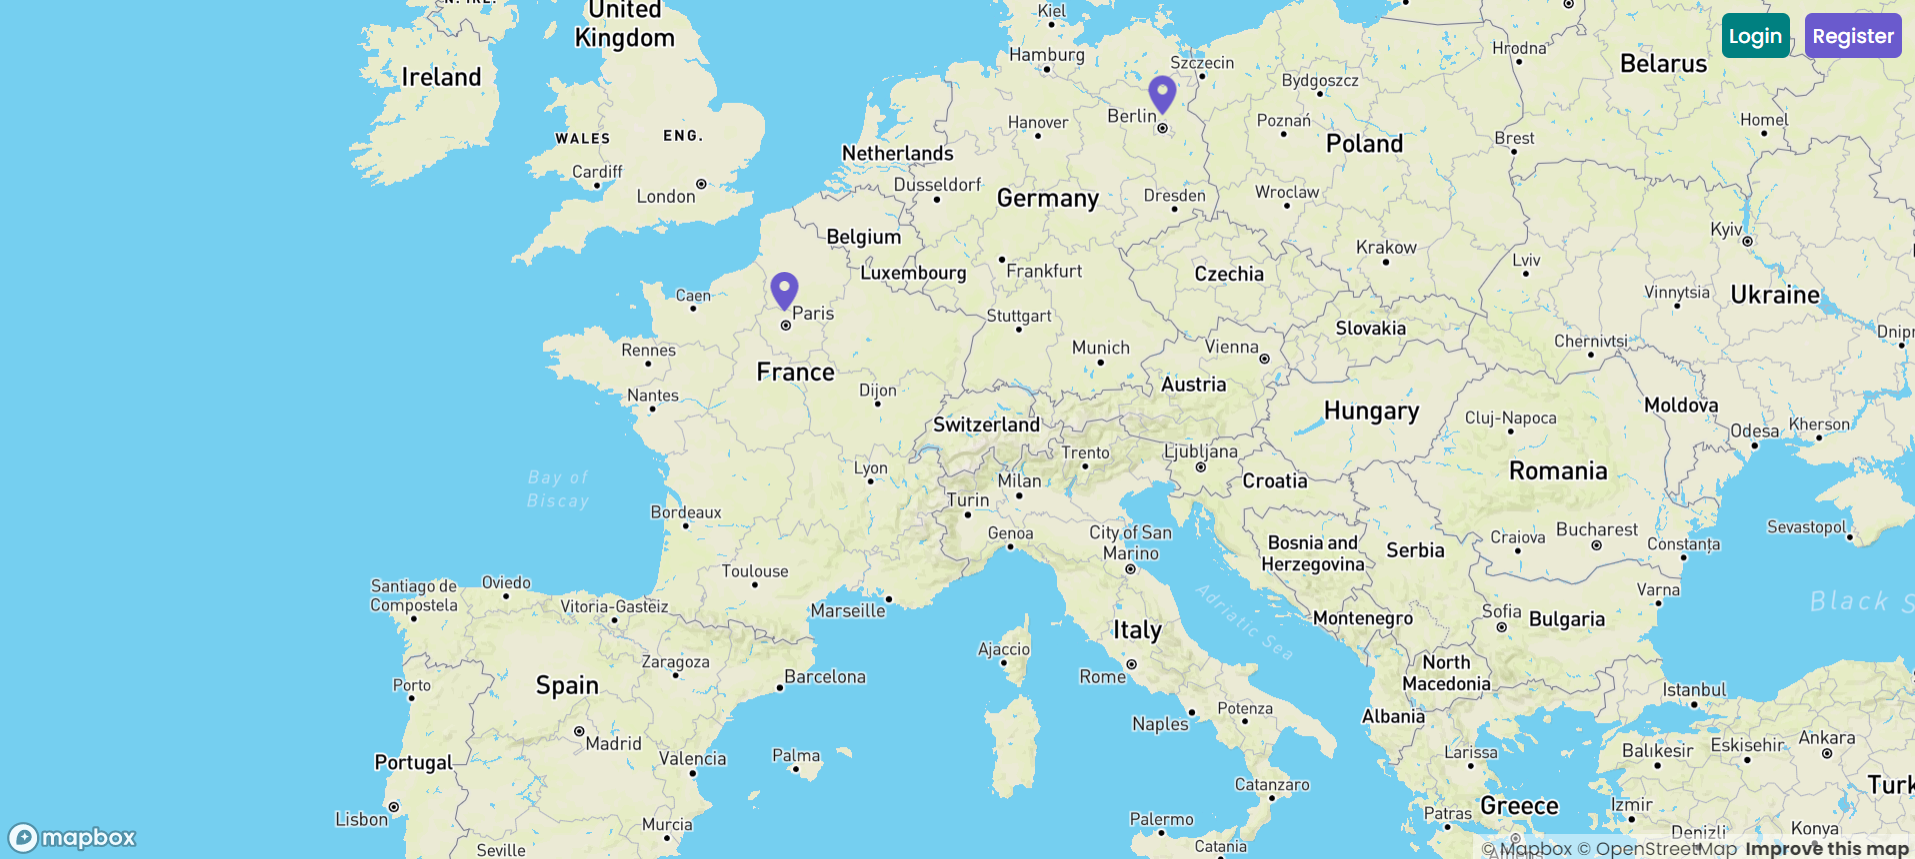 N. IRE.
Kiel
United
Kingdom
Login
Register
Hrodna
Hamburg
Szczecin
Belarus
Ireland
Bydgoszcz
Berlin
Hanover
Poznań
Homel
WALES
ENG.
Brest
Poland
Netherlands
Cardiff
Dusseldorf
London
Germany
Dresden
Wroclaw
Kyiv
Belgium
Krakow
Lviv
Luxembourg
Frankfurt
Czechia
Caen
Vinnytsia
Ukraine
Paris
Stuttgart
Slovakia
Dnipr
Chernivtsi
Rennes
Munich
Vienna
France
Austria
Dijon
Nantes
Moldova
Hungary
Cluj-Napoca
Switzerland
Kherson
Odesa
Trento
Ljubljana
Lyon
Romania
Bay of
Biscay
Milan
Croatia
Turin
Bordeaux
Sevastopol
Genoa
City of San
Marino
Bucharest
Craiova
Constanța
Bosnia and
Herzegovina
Serbia
Toulouse
Santiago de
Compostela
Oviedo
Vitoria-Gasteiz
Marseille
Adriatic Sea
Varna
Black S
Sofia
Bulgaria
Montenegro
Italy
Ajaccio
Zaragoza
North
Macedonia
Rome
Barcelona
Porto
Spain
Istanbul
Potenza
Albania
Naples
Madrid
Ankara
Eskisehir
Balıkesir
Larissa
Palma
Valencia
Portugal
Catanzaro
Turk
Izmir
Greece
Patras
Lisbon
Palermo
Murcia
Denizli
Konya
mapbox
Seville
Catania
Athens
© Mapbox © OpenStreetMap Improve this map